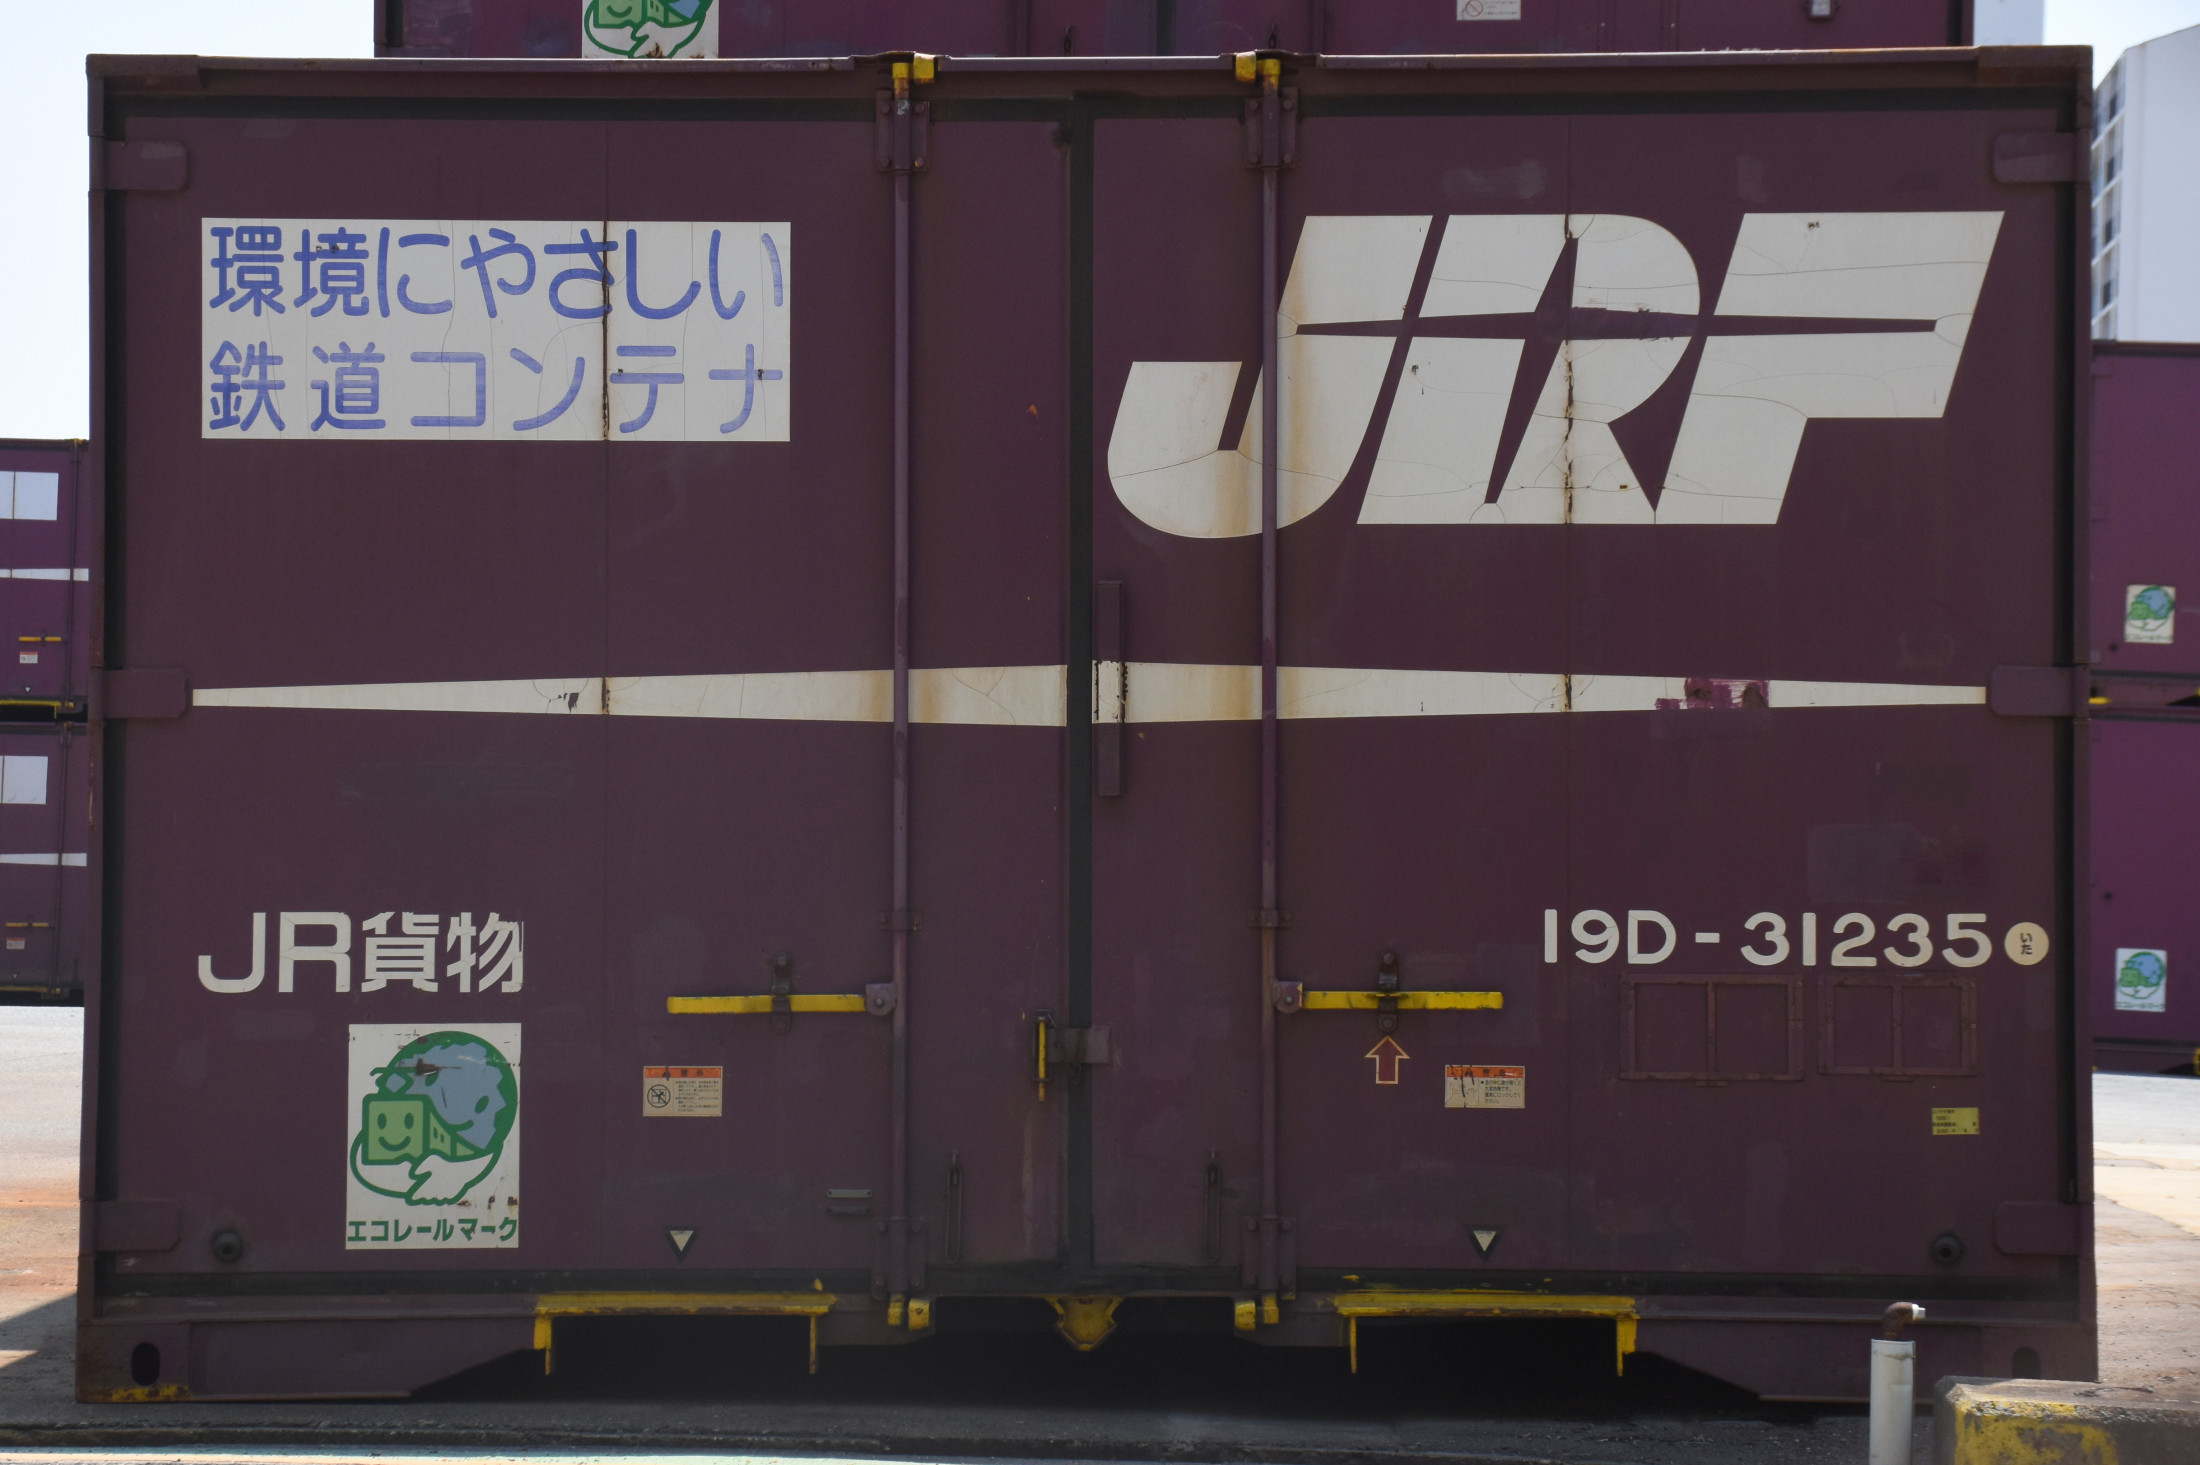 環境にやさしい
鉄道コンテナ
JRF
JR貨物
19D-31235
いた
エコレールマーク